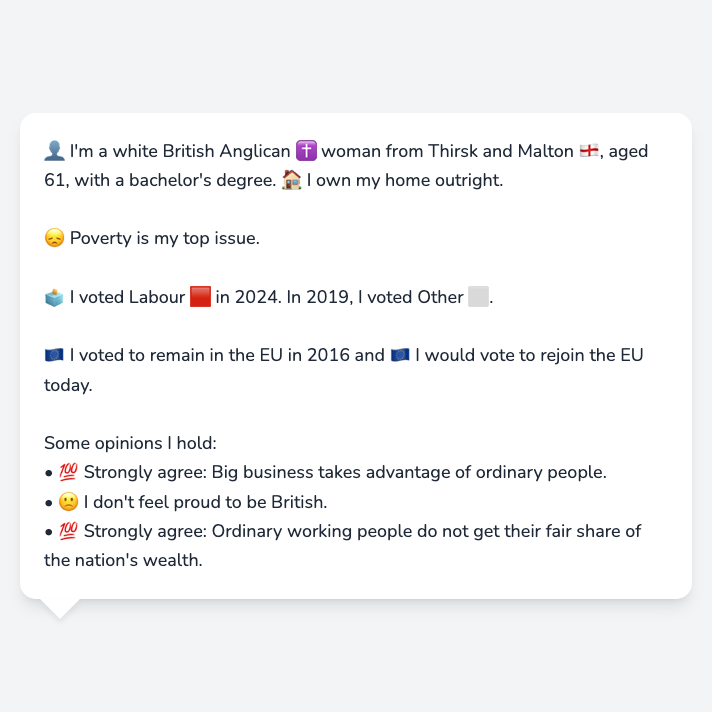 👤 I'm a white British Anglican ✝️ woman from Thirsk and Malton 🏴󠁧󠁢󠁥󠁮󠁧󠁿, aged
61, with a bachelor's degree. 🏠 I own my home outright.
😞 Poverty is my top issue.
🗳️ I voted Labour 🟥 in 2024. In 2019, I voted Other ⬜.
🇪🇺 I voted to remain in the EU in 2016 and 🇪🇺 I would vote to rejoin the EU
today.
Some opinions I hold:
• 💯 Strongly agree: Big business takes advantage of ordinary people.
• 🙁 I don't feel proud to be British.
• 💯 Strongly agree: Ordinary working people do not get their fair share of
the nation's wealth.